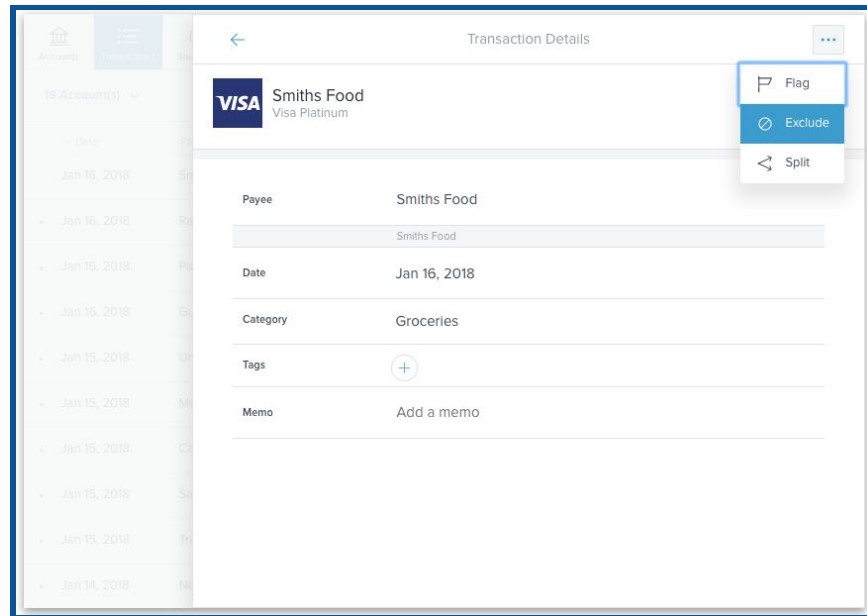 Accounts
Transactions
Transaction Details
19 Account(s)
Date
VISA
Smiths Food
Visa Platinum
Flag
Exclude
Split
Jan 16, 2018
Jan 16, 2018
Jan 16, 2018
Jan 16, 2018
Jan 15, 2018
Jan 15, 2018
Jan 15, 2018
Jan 15, 2018
Jan 15, 2018
Jan 14, 2018
Payee
Smiths Food
Smiths Food
Date
Jan 16, 2018
Category
Groceries
Tags
Memo
Add a memo